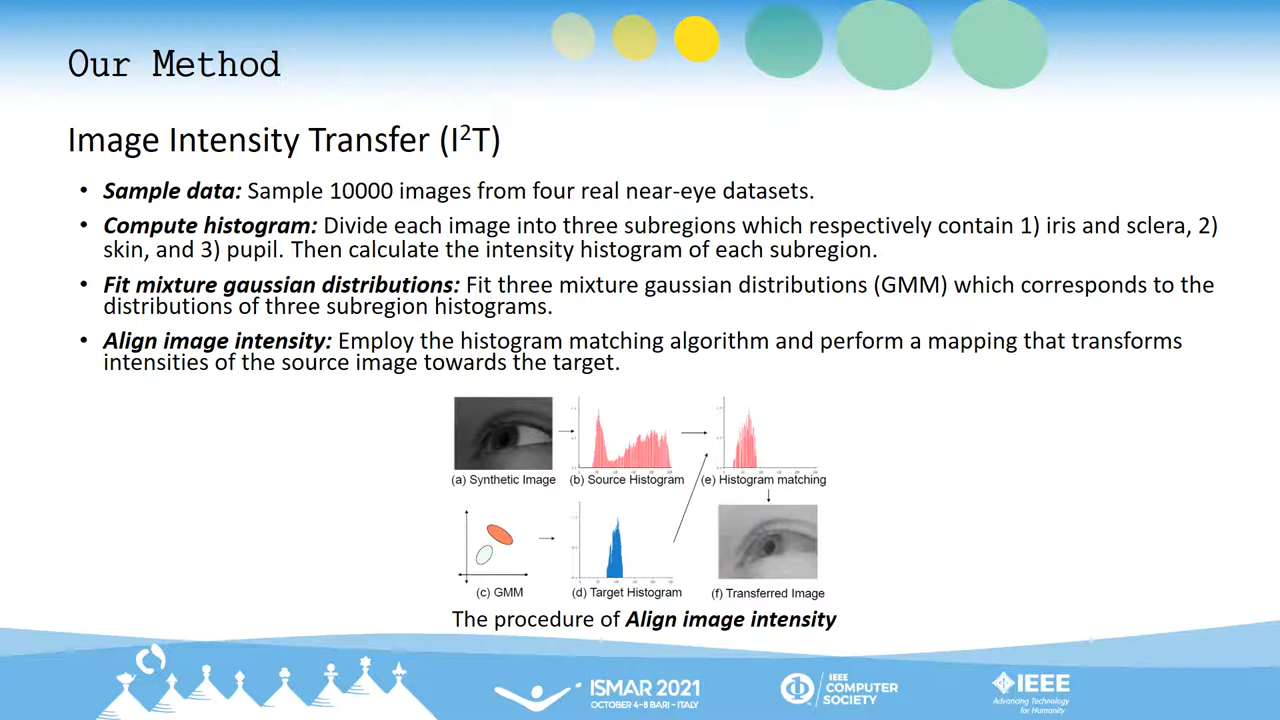 Our Method
Image Intensity Transfer (I²T)
• Sample data: Sample 10000 images from four real near-eye datasets.
• Compute histogram: Divide each image into three subregions which respectively contain 1) iris and sclera, 2)
skin, and 3) pupil. Then calculate the intensity histogram of each subregion.
• Fit mixture gaussian distributions: Fit three mixture gaussian distributions (GMM) which corresponds to the
distributions of three subregion histograms.
• Align image intensity: Employ the histogram matching algorithm and perform a mapping that transforms
intensities of the source image towards the target.
(a) Synthetic Image
(b) Source Histogram
(e) Histogram matching
(c) GMM
(d) Target Histogram
(f) Transferred Image
The procedure of Align image intensity
ISMAR 2021
OCTOBER 4-8 BARI - ITALY
IEEE
COMPUTER
SOCIETY
IEEE
Advancing Technology
for Humanity